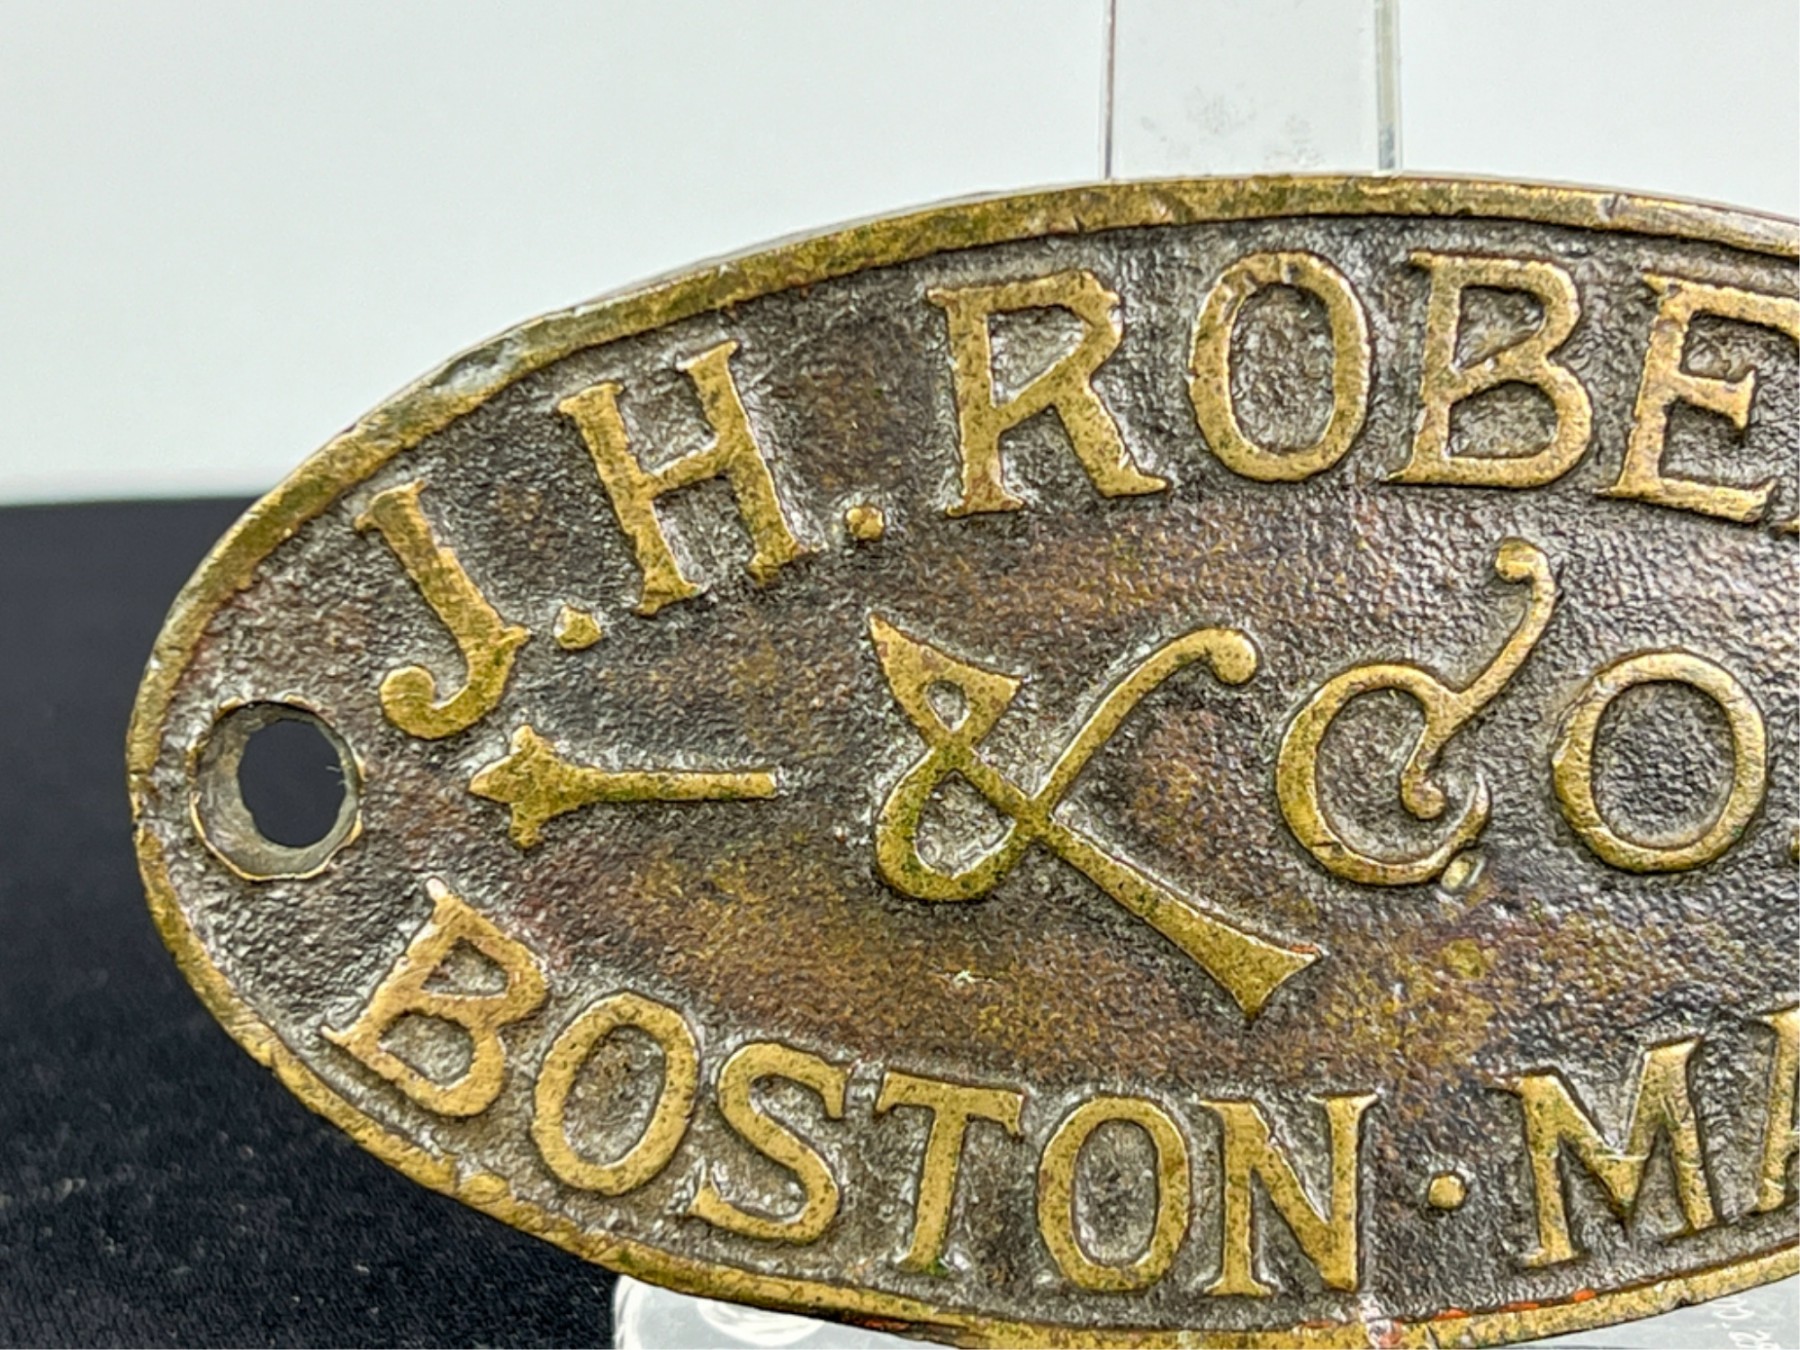 J.H. ROBE
& CO.
BOSTON · MA